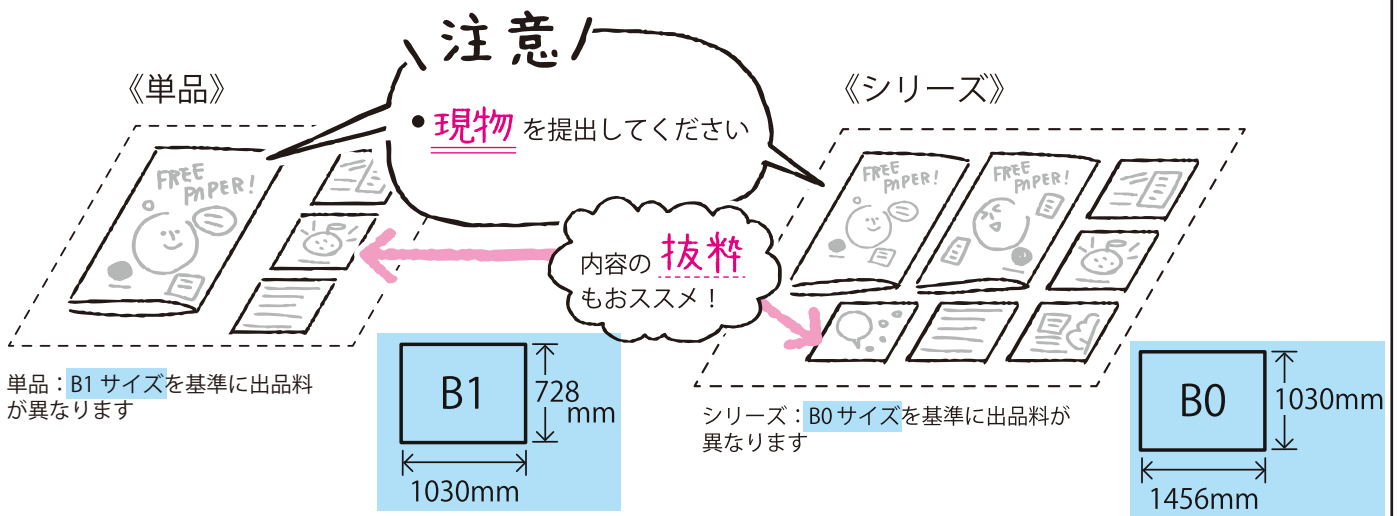 注意
《単品》
《シリーズ》
• 現物を提出してください
FREE
PAPER!
FREE
PAPER!
FREE
PAPER!
内容の 抜粋
もおススメ！
単品：B1 サイズを基準に出品料
が異なります
B1
728
mm
1030mm
シリーズ：B0 サイズを基準に出品料が
異なります
B0
1030mm
1456mm